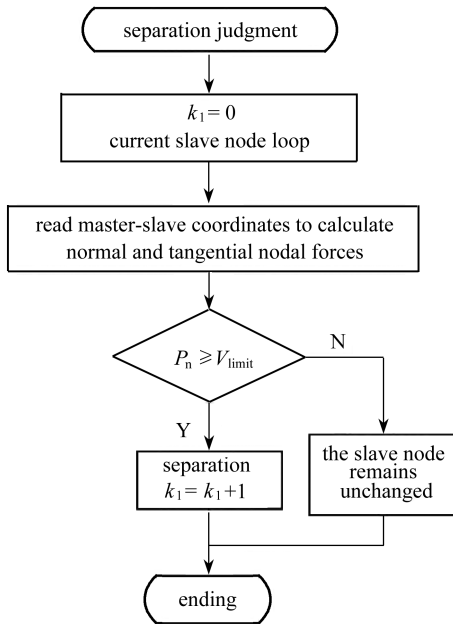 separation judgment
k₁ = 0
current slave node loop
read master-slave coordinates to calculate
normal and tangential nodal forces
Pₙ ⩾ V_limit
N
Y
separation
k₁ = k₁+1
the slave node
remains
unchanged
ending